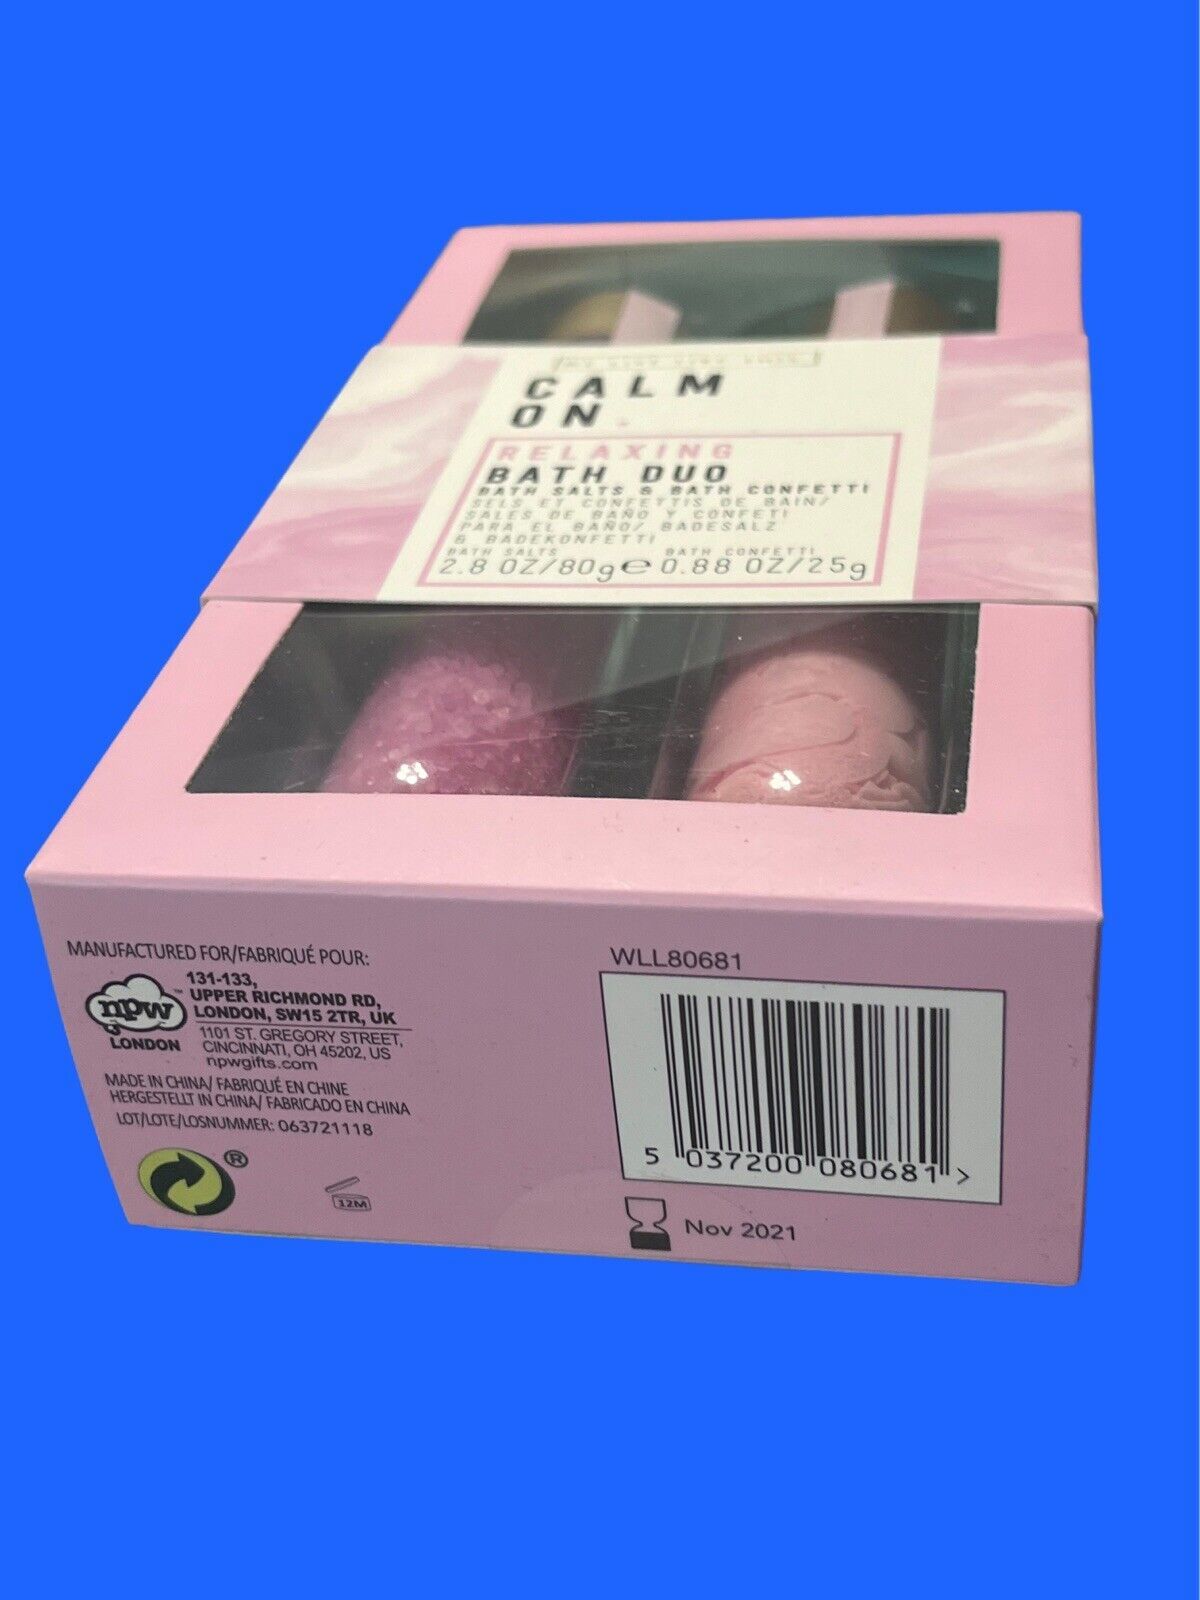 CALM
ON.
RELAXING
BATH DUO
BATH SALTS & BATH CONFETTI
SELS ET CONFETTIS DE BAIN/
SALES DE BAÑO Y CONFETI
PARA EL BAÑO/ BADESALZ
& BADEKONFETTI
BATH SALTS BATH CONFETTI
2.8 OZ/80g e 0.88 OZ/25g
MANUFACTURED FOR/FABRIQUÉ POUR:
npw™
LONDON
131-133,
UPPER RICHMOND RD,
LONDON, SW15 2TR, UK
1101 ST. GREGORY STREET,
CINCINNATI, OH 45202, US
npwgifts.com
MADE IN CHINA/ FABRIQUÉ EN CHINE
HERGESTELLT IN CHINA/ FABRICADO EN CHINA
LOT/LOTE/LOSNUMMER: 063721118
®
12M
WLL80681
5 037200 080681 >
Nov 2021